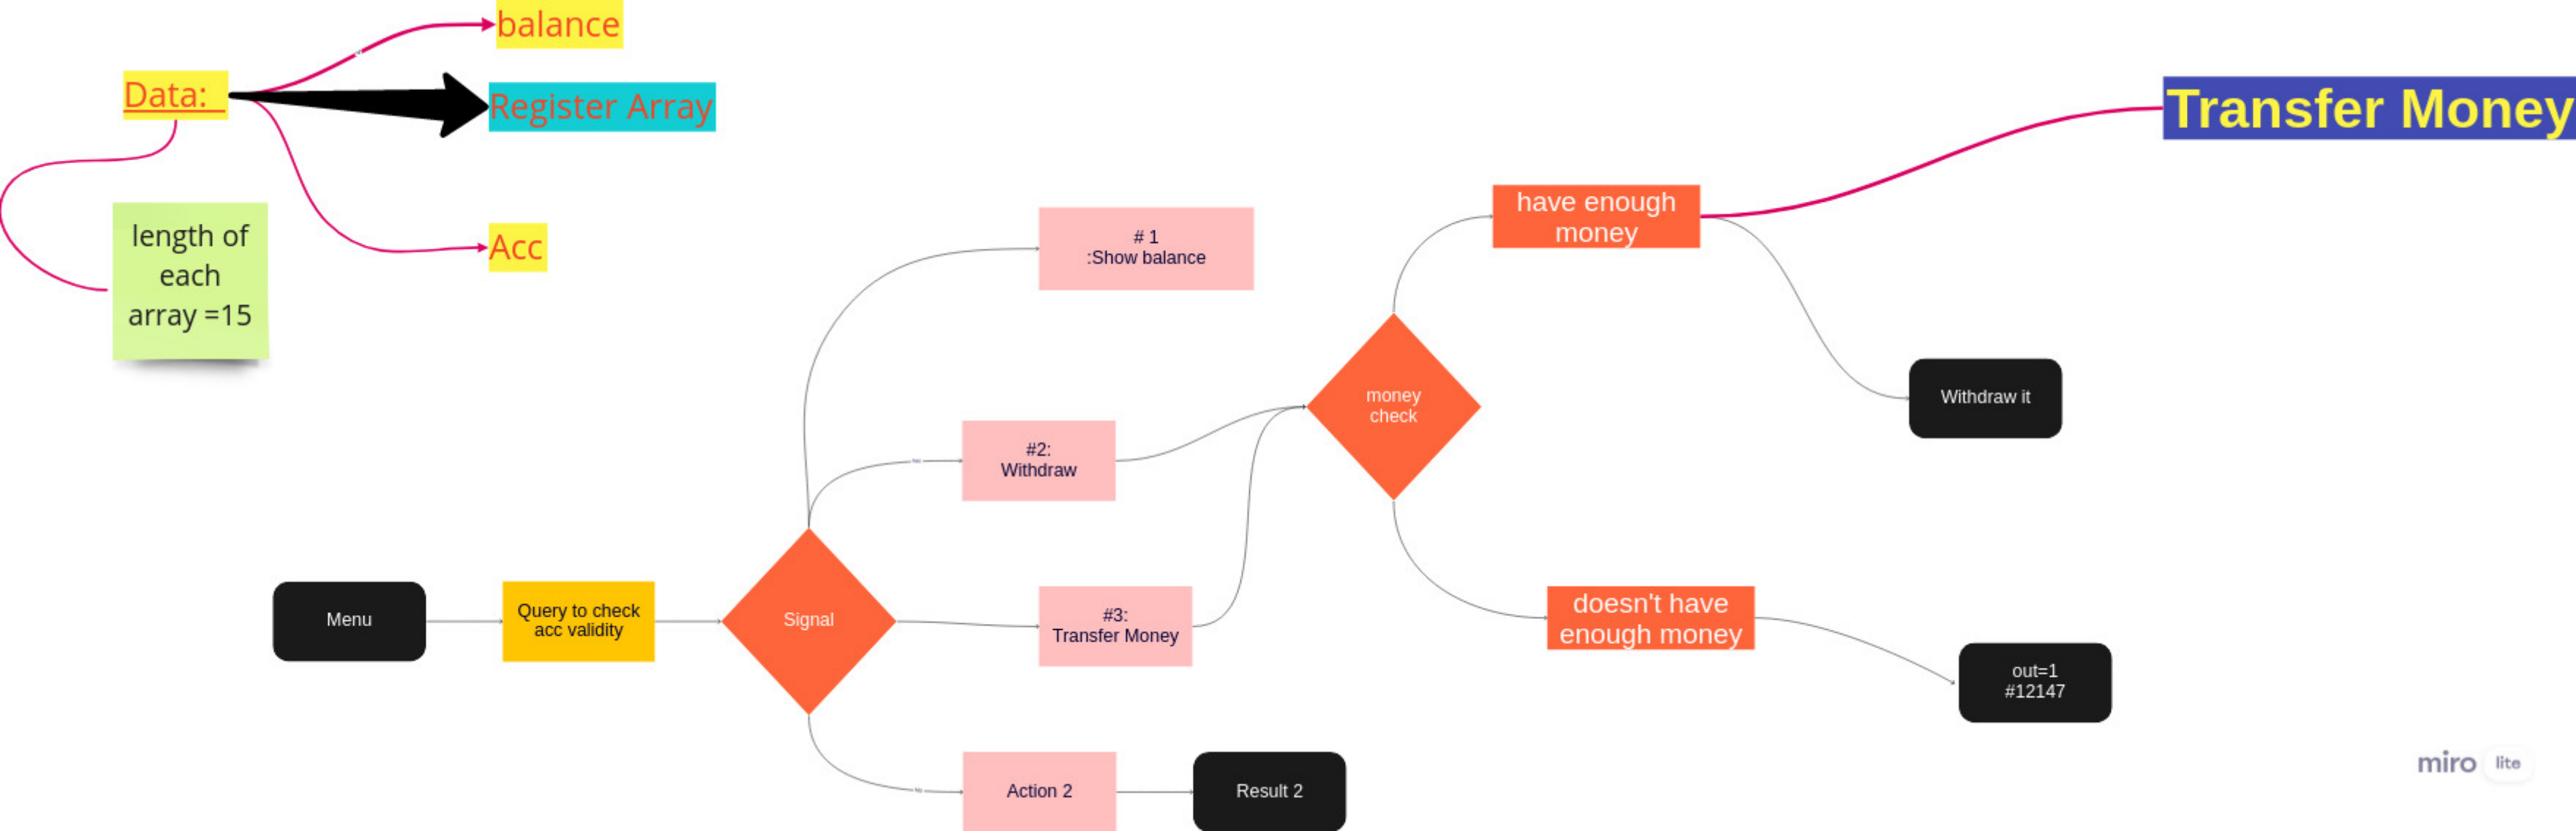 balance
Data:
Register Array
Transfer Money
length of
each
array =15
Acc
have enough
money
# 1
:Show balance
money
check
Withdraw it
#2:
Withdraw
Menu
Query to check
acc validity
Signal
#3:
Transfer Money
doesn't have
enough money
out=1
#12147
Action 2
Result 2
miro lite